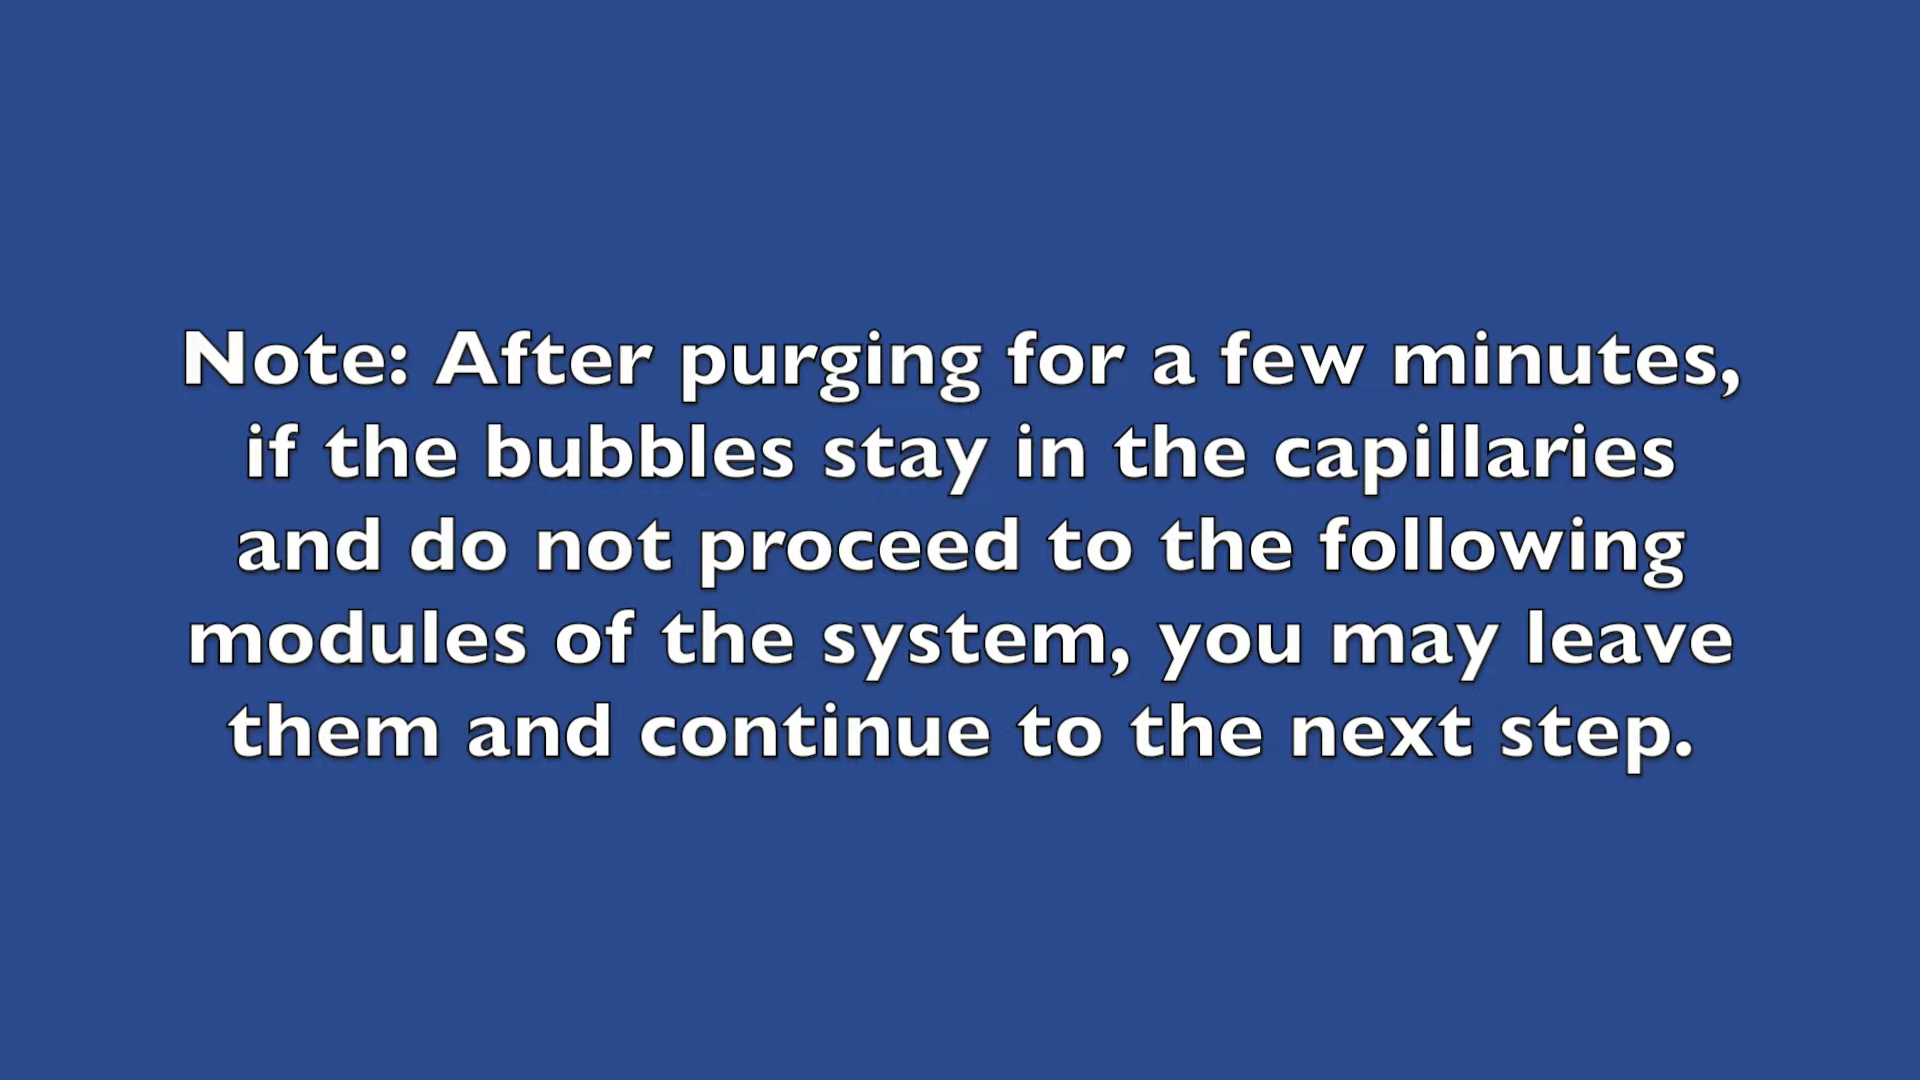 Note: After purging for a few minutes,
if the bubbles stay in the capillaries
and do not proceed to the following
modules of the system, you may leave
them and continue to the next step.